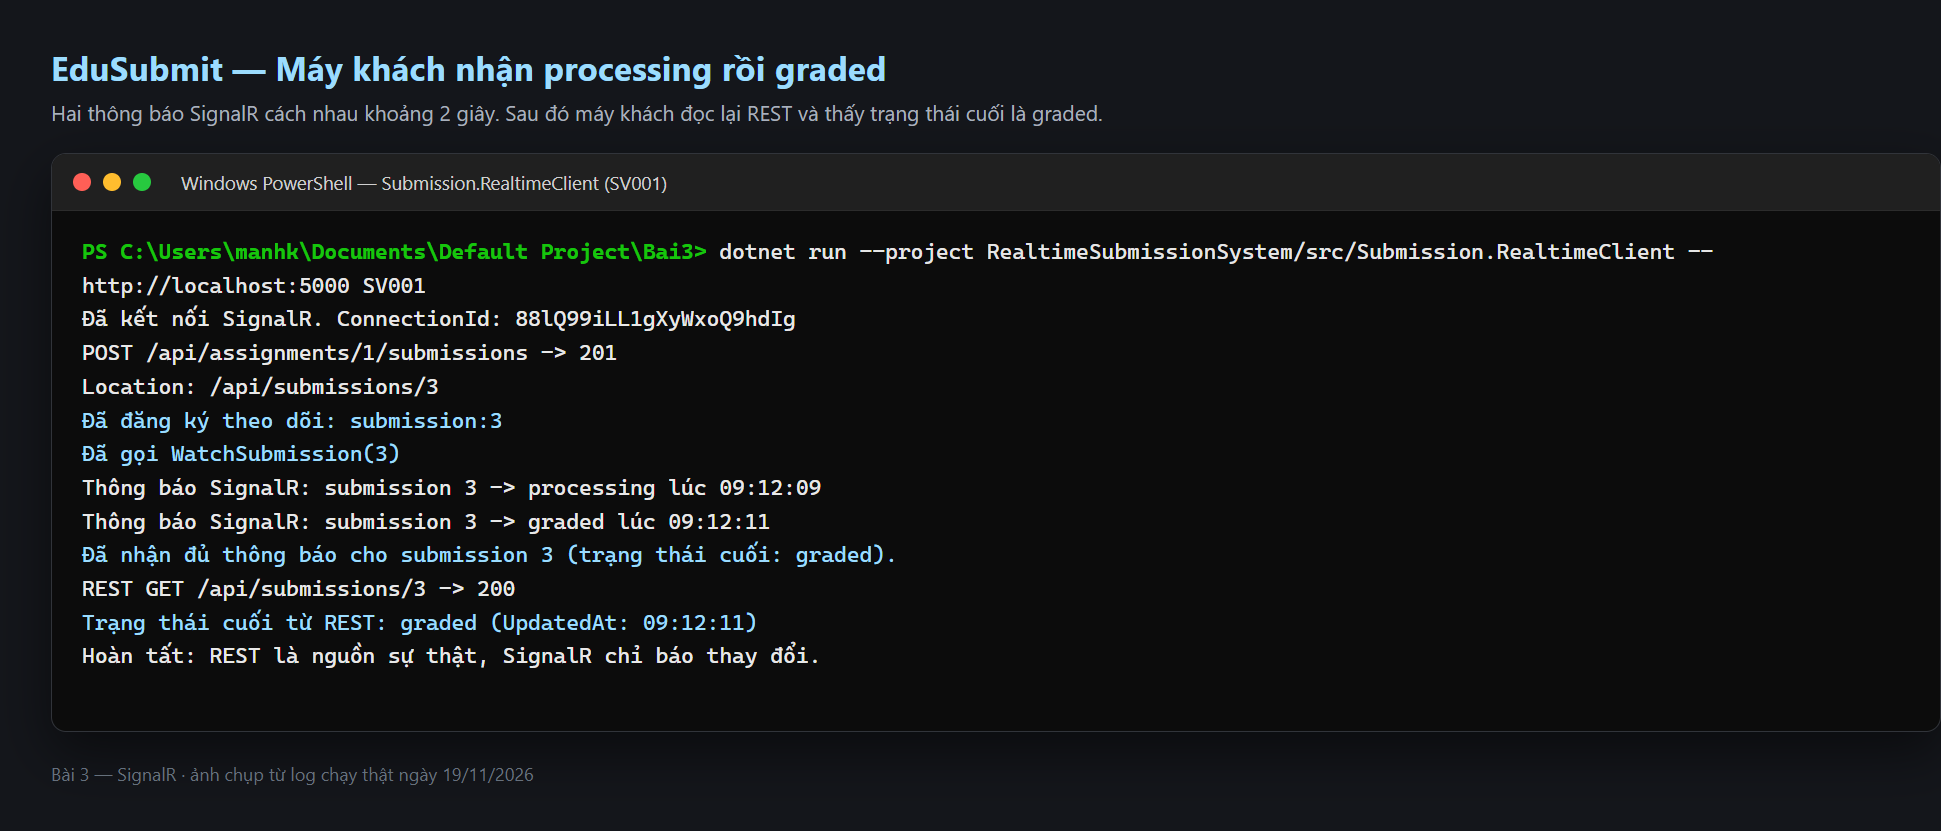 EduSubmit — Máy khách nhận processing rồi graded
Hai thông báo SignalR cách nhau khoảng 2 giây. Sau đó máy khách đọc lại REST và thấy trạng thái cuối là graded.
Windows PowerShell — Submission.RealtimeClient (SV001)
PS C:\Users\manhk\Documents\Default Project\Bai3> dotnet run --project RealtimeSubmissionSystem/src/Submission.RealtimeClient --
http://localhost:5000 SV001
Đã kết nối SignalR. ConnectionId: 88lQ99iLL1gXyWxoQ9hdIg
POST /api/assignments/1/submissions -> 201
Location: /api/submissions/3
Đã đăng ký theo dõi: submission:3
Đã gọi WatchSubmission(3)
Thông báo SignalR: submission 3 -> processing lúc 09:12:09
Thông báo SignalR: submission 3 -> graded lúc 09:12:11
Đã nhận đủ thông báo cho submission 3 (trạng thái cuối: graded).
REST GET /api/submissions/3 -> 200
Trạng thái cuối từ REST: graded (UpdatedAt: 09:12:11)
Hoàn tất: REST là nguồn sự thật, SignalR chỉ báo thay đổi.
Bài 3 — SignalR · ảnh chụp từ log chạy thật ngày 19/11/2026